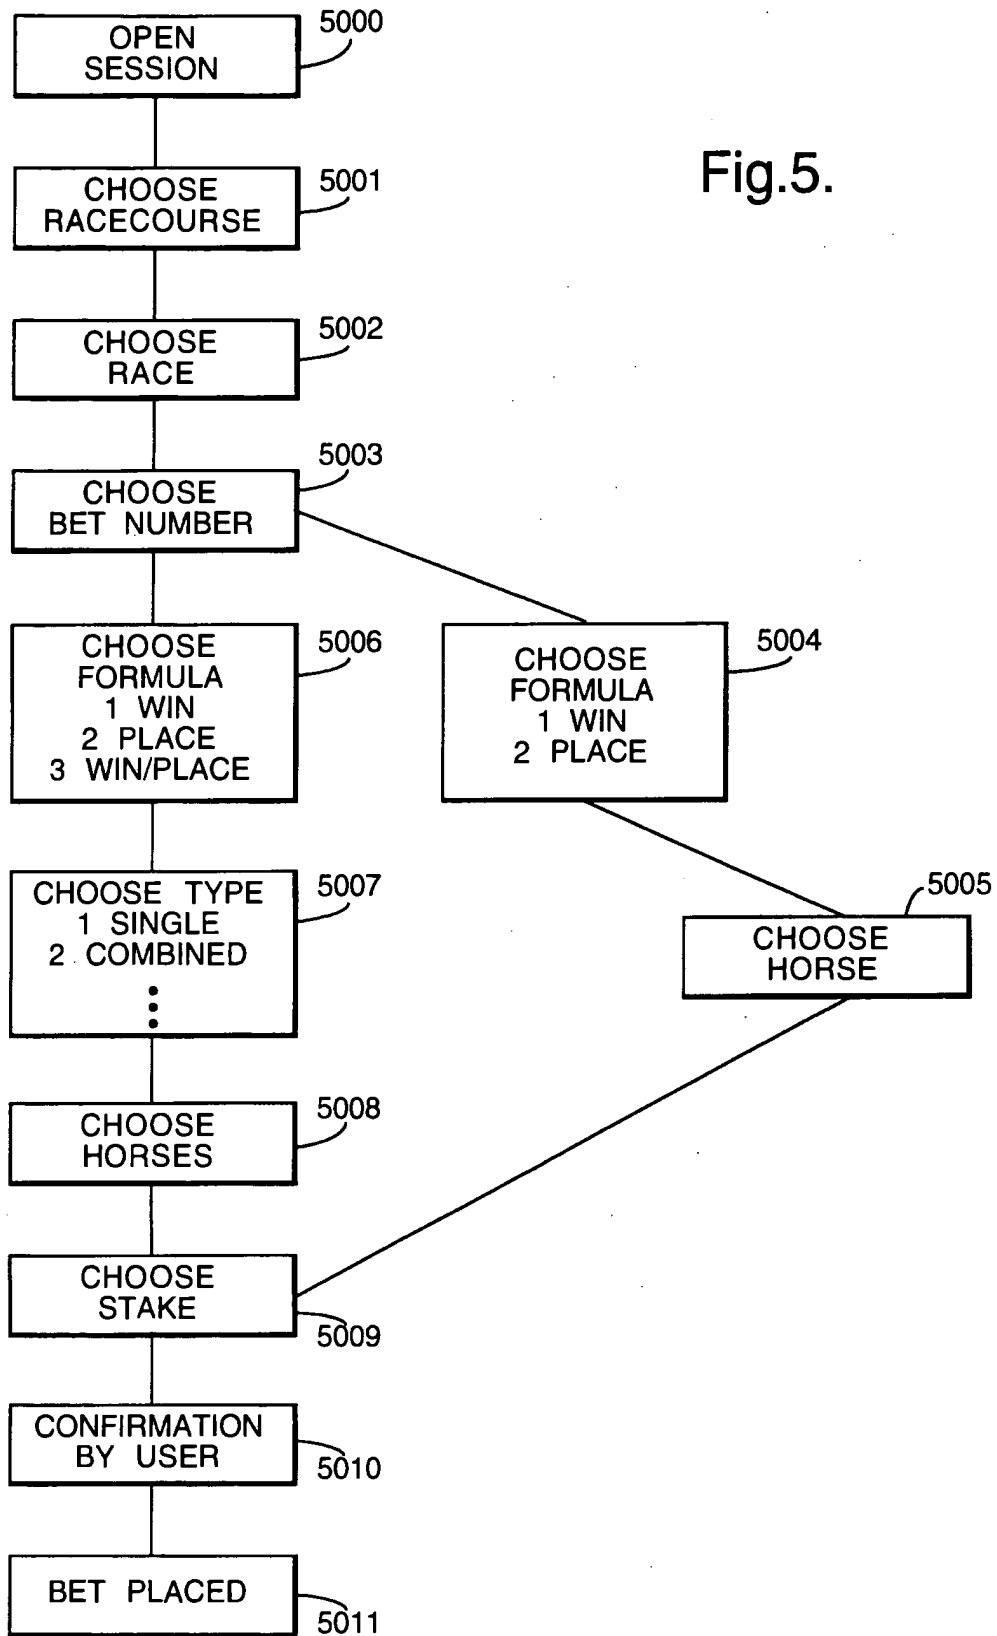 5000
OPEN
SESSION
Fig.5.
5001
CHOOSE
RACECOURSE
5002
CHOOSE
RACE
5003
CHOOSE
BET NUMBER
5006
CHOOSE
FORMULA
1 WIN
2 PLACE
3 WIN/PLACE
5004
CHOOSE
FORMULA
1 WIN
2 PLACE
5007
CHOOSE TYPE
1 SINGLE
2 COMBINED
5005
CHOOSE
HORSE
5008
CHOOSE
HORSES
CHOOSE
STAKE
5009
CONFIRMATION
BY USER
5010
BET PLACED
5011